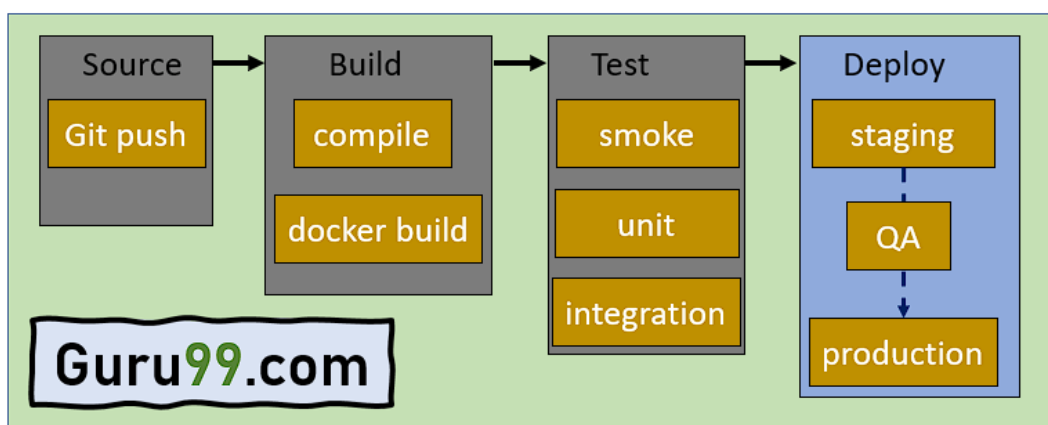 Source
Git push
Build
compile
docker build
Test
smoke
unit
integration
Deploy
staging
QA
production
Guru99.com